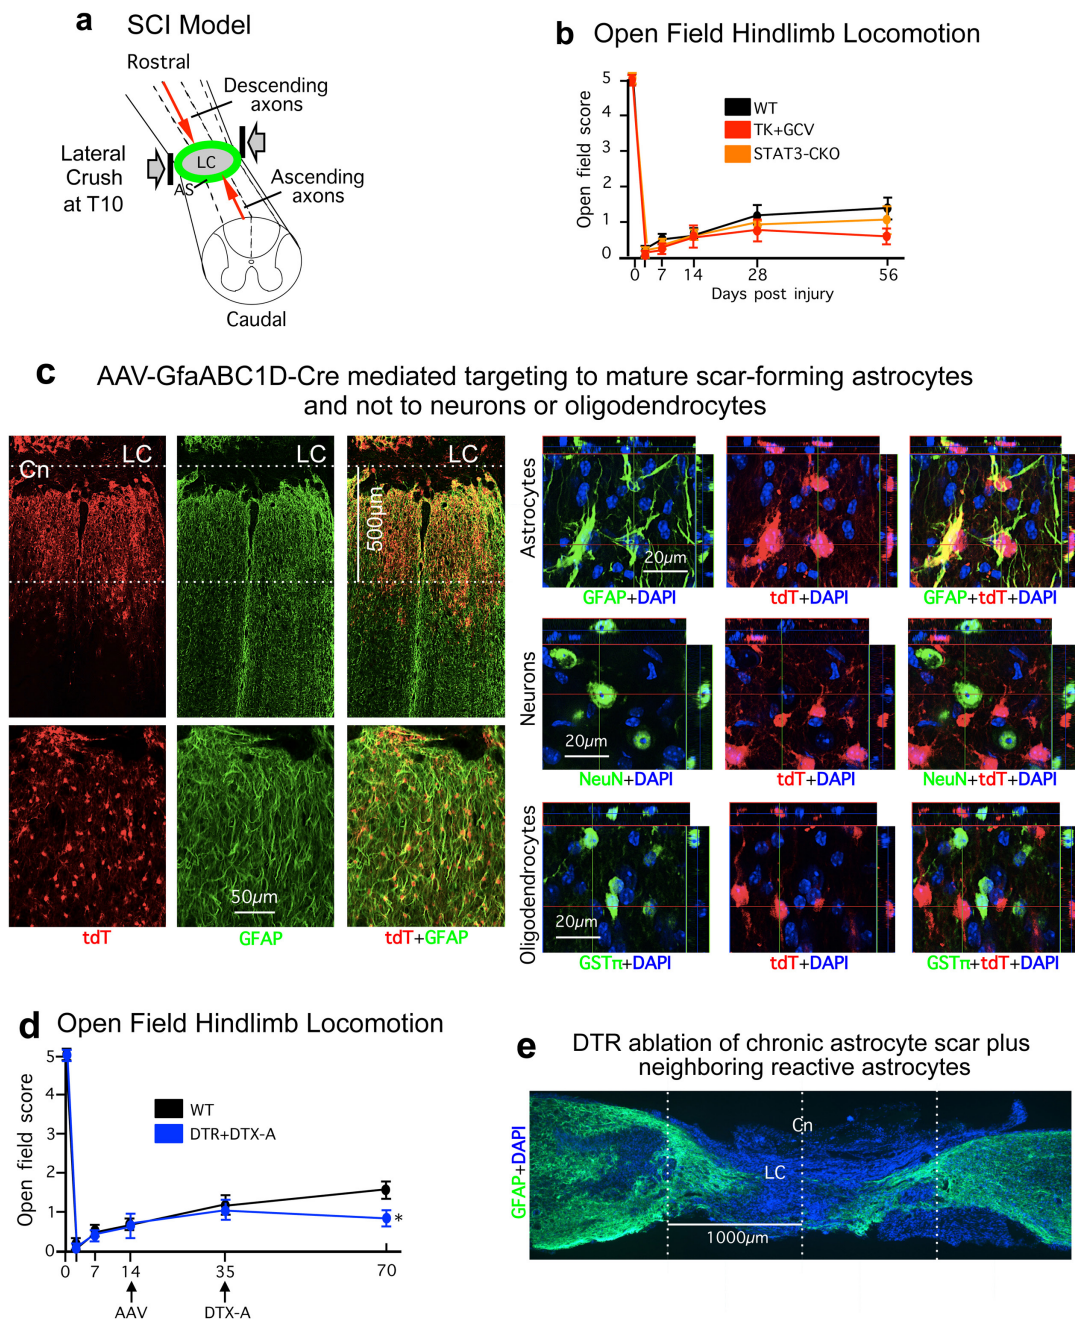 a SCI Model
Rostral
Descending
axons
Lateral
Crush
at T10
LC
AS
Ascending
axons
Caudal
b Open Field Hindlimb Locomotion
Open field score
5
4
3
2
1
0
WT
TK+GCV
STAT3-CKO
0 7 14 28 56
Days post injury
c AAV-GfaABC1D-Cre mediated targeting to mature scar-forming astrocytes
and not to neurons or oligodendrocytes
Cn LC
LC
LC
500µm
50µm
tdT
GFAP
tdT+GFAP
Astrocytes
20µm
GFAP+DAPI
tdT+DAPI
GFAP+tdT+DAPI
Neurons
20µm
NeuN+DAPI
tdT+DAPI
NeuN+tdT+DAPI
Oligodendrocytes
20µm
GSTπ+DAPI
tdT+DAPI
GSTπ+tdT+DAPI
d Open Field Hindlimb Locomotion
Open field score
5
4
3
2
1
0
WT
DTR+DTX-A
*
0 7 14 35 70
AAV
DTX-A
e DTR ablation of chronic astrocyte scar plus
neighboring reactive astrocytes
GFAP+DAPI
Cn
LC
1000µm